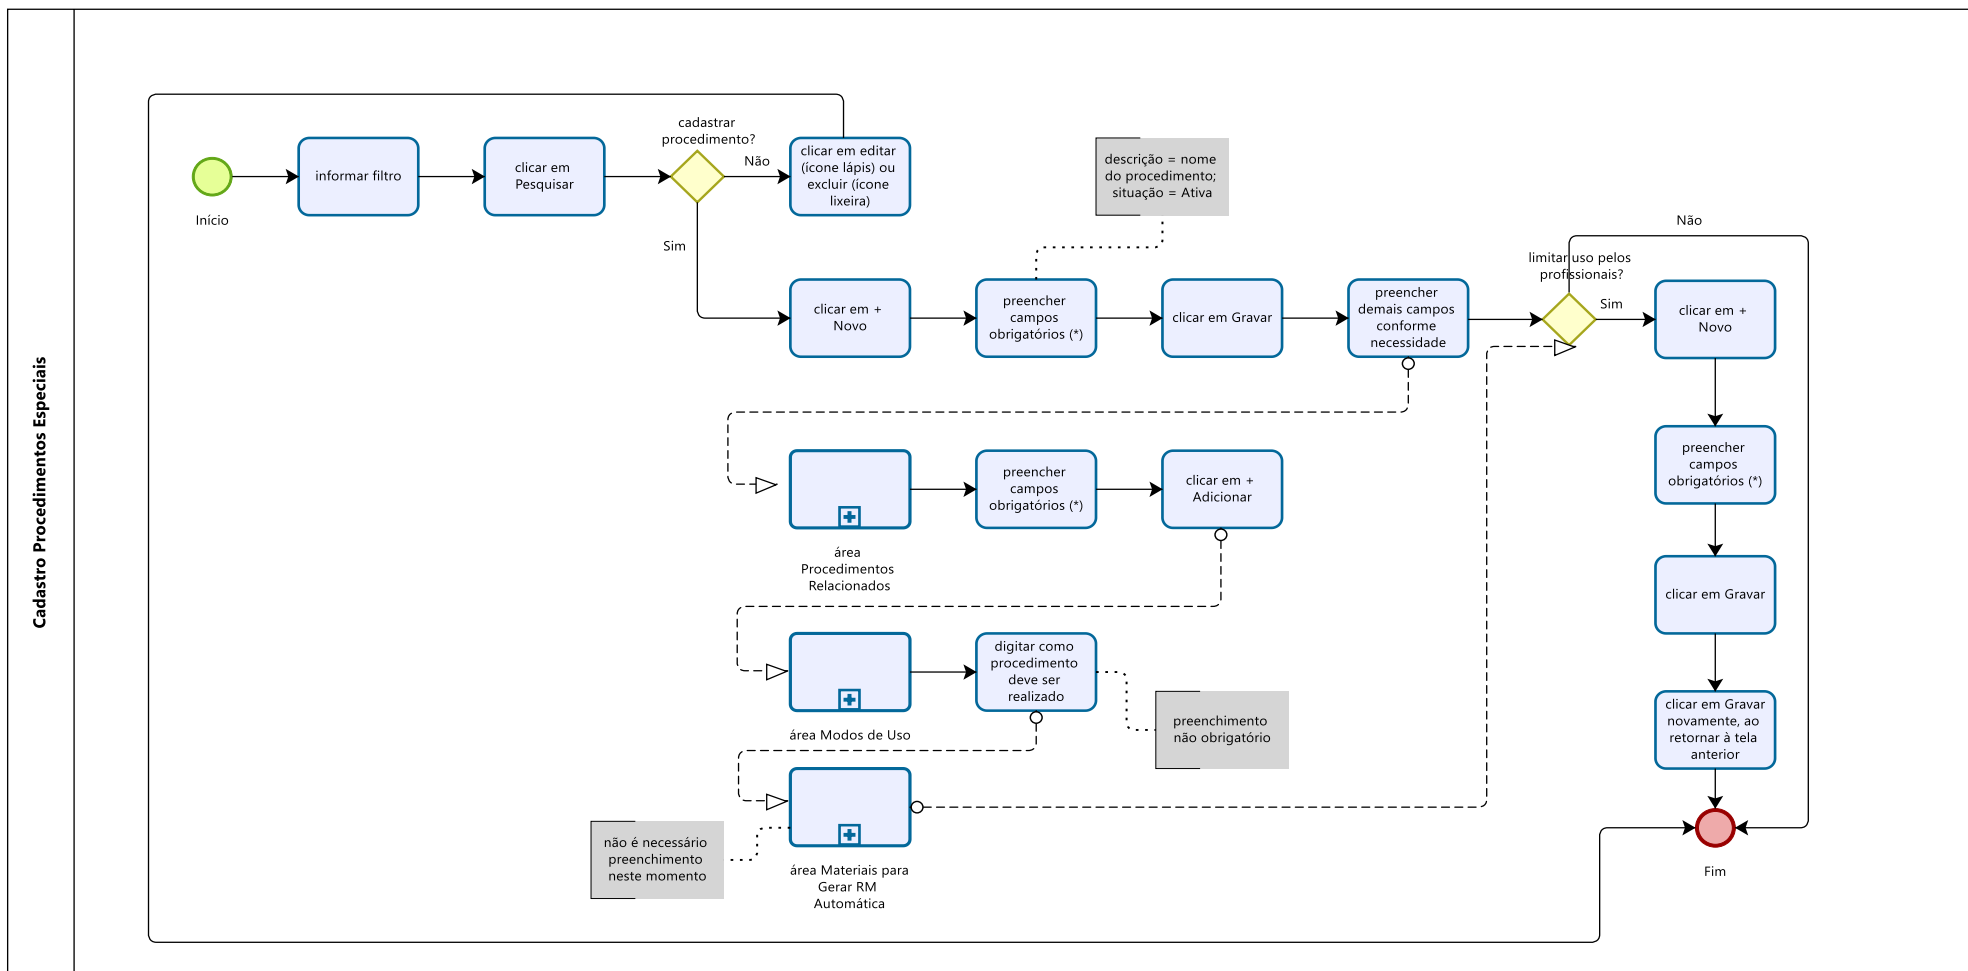 Cadastro Procedimentos Especiais
Início
informar filtro
clicar em
Pesquisar
cadastrar
procedimento?
Não
Sim
clicar em editar
(ícone lápis) ou
excluir (ícone
lixeira)
descrição = nome
do procedimento;
situação = Ativa
clicar em +
Novo
preencher
campos
obrigatórios (*)
clicar em Gravar
preencher
demais campos
conforme
necessidade
limitar uso pelos
profissionais?
Não
Sim
clicar em +
Novo
preencher
campos
obrigatórios (*)
clicar em Gravar
clicar em Gravar
novamente, ao
retornar à tela
anterior
Fim
área
Procedimentos
Relacionados
preencher
campos
obrigatórios (*)
clicar em +
Adicionar
área Modos de Uso
digitar como
procedimento
deve ser
realizado
preenchimento
não obrigatório
não é necessário
preenchimento
neste momento
área Materiais para
Gerar RM
Automática